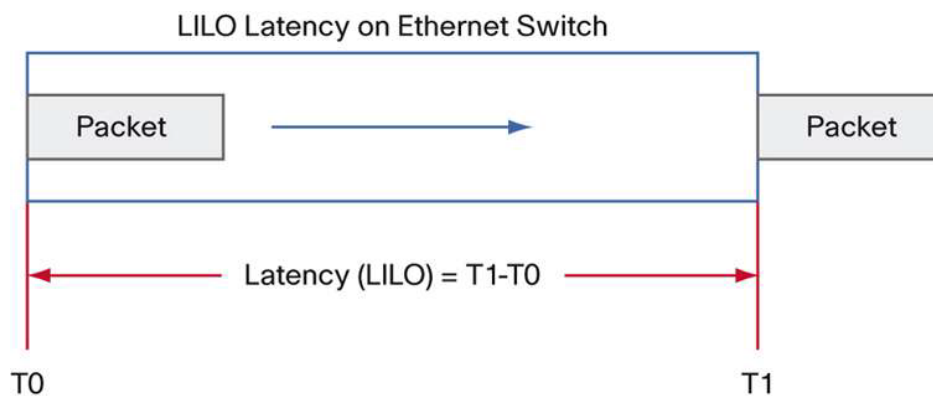 LILO Latency on Ethernet Switch
Packet
Packet
Latency (LILO) = T1-T0
T0
T1